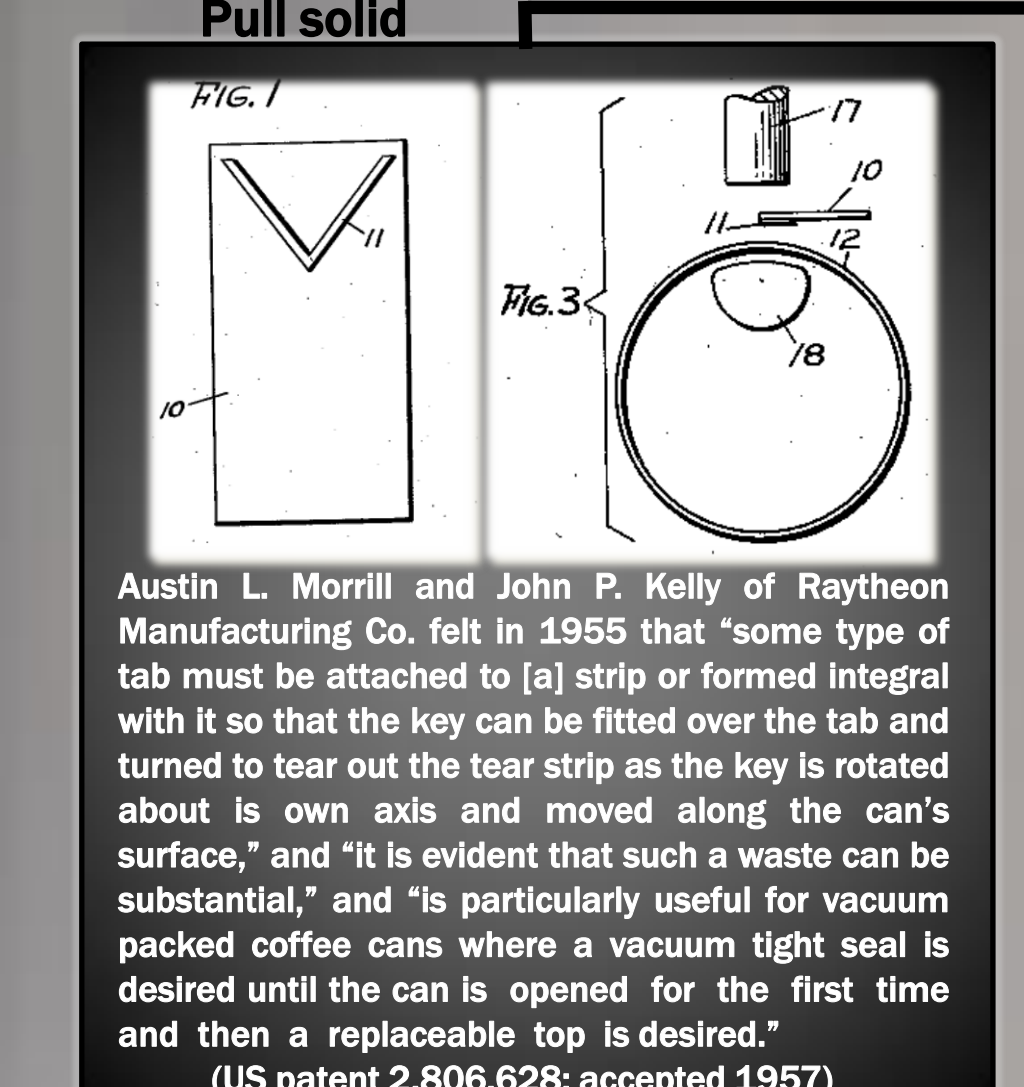 Pull solid
FIG. 1
11
10
17
10
11
12
FIG. 3
18
Austin L. Morrill and John P. Kelly of Raytheon
Manufacturing Co. felt in 1955 that “some type of
tab must be attached to [a] strip or formed integral
with it so that the key can be fitted over the tab and
turned to tear out the tear strip as the key is rotated
about is own axis and moved along the can’s
surface,” and “it is evident that such a waste can be
substantial,” and “is particularly useful for vacuum
packed coffee cans where a vacuum tight seal is
desired until the can is opened for the first time
and then a replaceable top is desired.”
(US patent 2,806,628; accepted 1957)